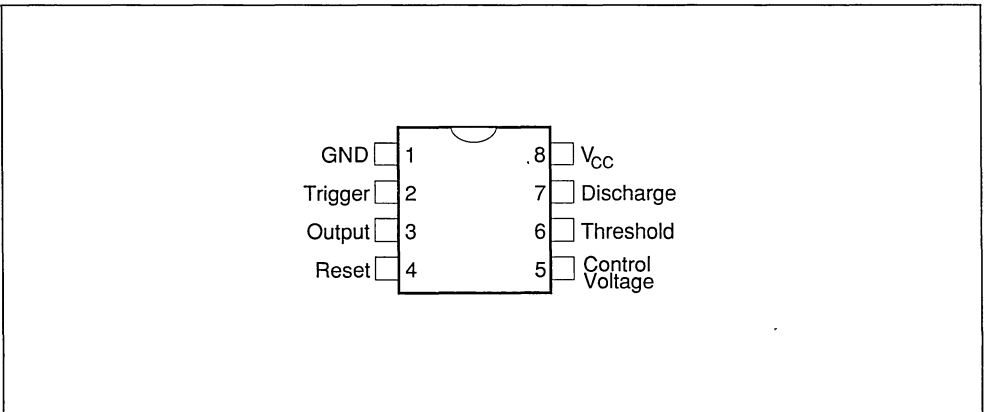 GND 1 8 VCC
Trigger 2 7 Discharge
Output 3 6 Threshold
Reset 4 5 Control
Voltage